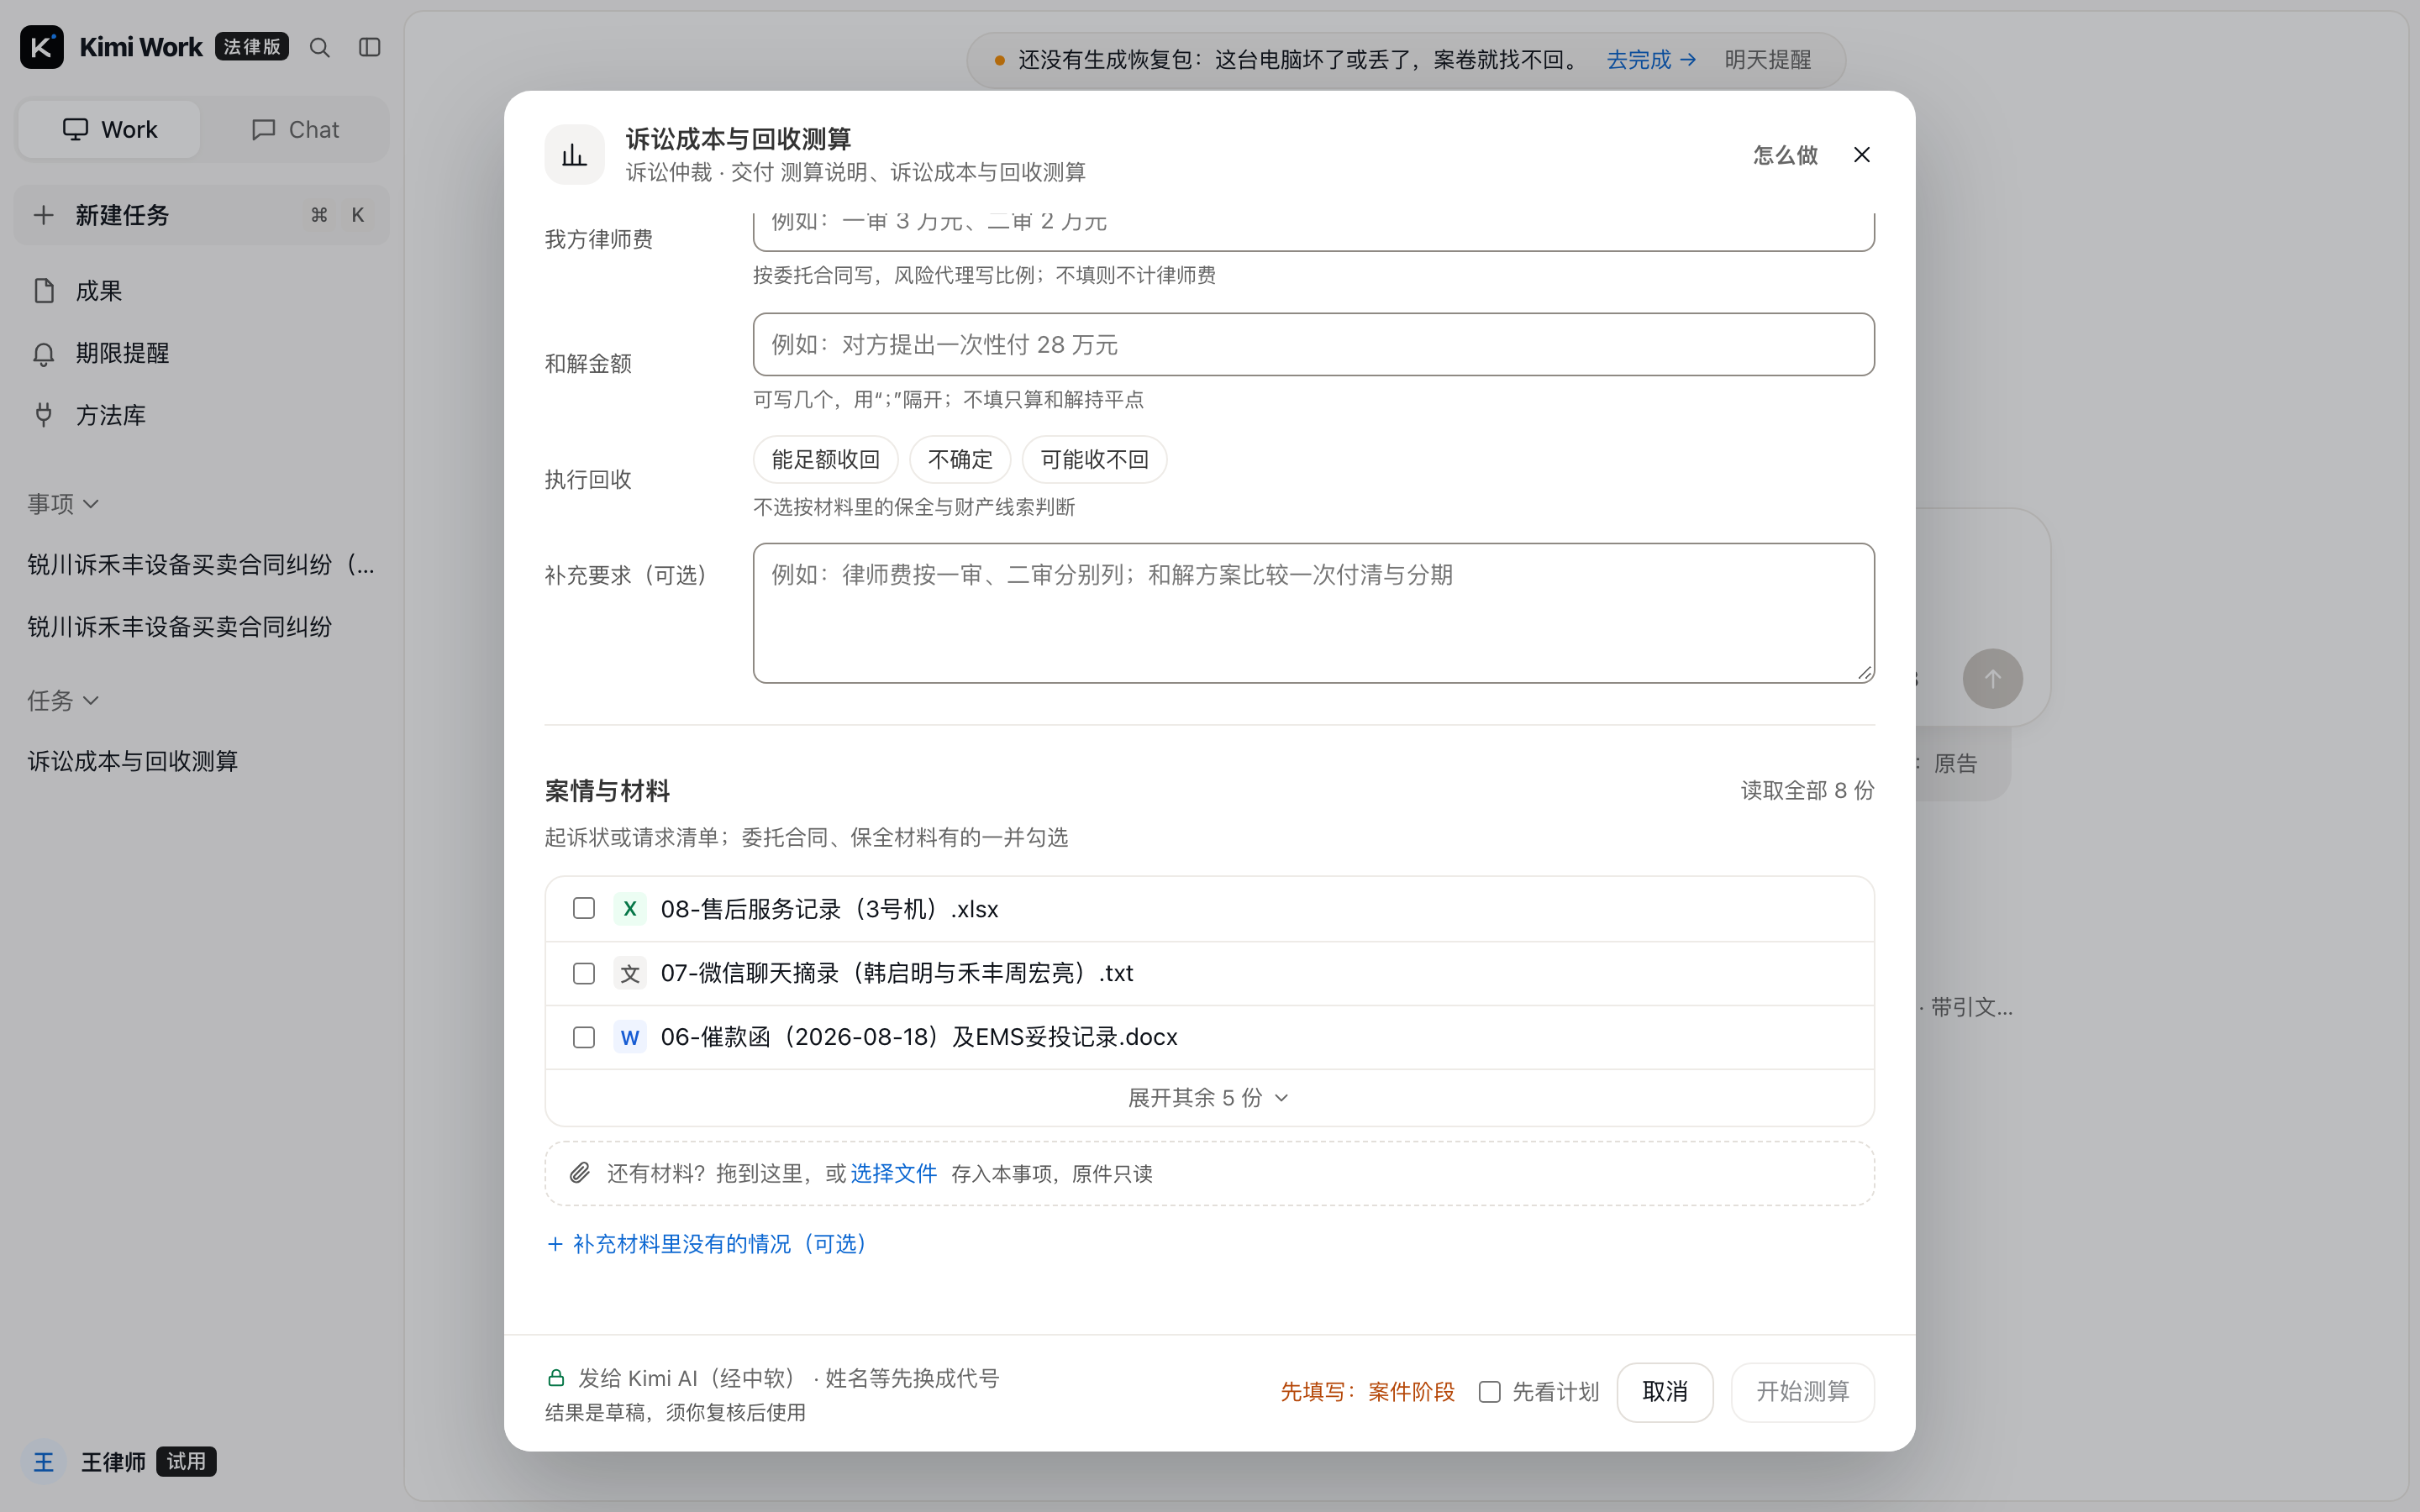 Kimi Work 法律版
Work
Chat
新建任务 ⌘ K
成果
期限提醒
方法库
事项
锐川诉禾丰设备买卖合同纠纷（...
锐川诉禾丰设备买卖合同纠纷
任务
诉讼成本与回收测算
王 王律师 试用
还没有生成恢复包：这台电脑坏了或丢了，案卷就找不回。 去完成 → 明天提醒
诉讼成本与回收测算
诉讼仲裁 · 交付 测算说明、诉讼成本与回收测算
怎么做
我方律师费
例如：一审 3 万元、二审 2 万元
按委托合同写，风险代理写比例；不填则不计律师费
和解金额
例如：对方提出一次性付 28 万元
可写几个，用“；”隔开；不填只算和解持平点
执行回收
能足额收回 不确定 可能收不回
不选按材料里的保全与财产线索判断
补充要求（可选）
例如：律师费按一审、二审分别列；和解方案比较一次付清与分期
案情与材料
读取全部 8 份
起诉状或请求清单；委托合同、保全材料有的一并勾选
X 08-售后服务记录（3号机）.xlsx
文 07-微信聊天摘录（韩启明与禾丰周宏亮）.txt
W 06-催款函（2026-08-18）及EMS妥投记录.docx
展开其余 5 份
还有材料？拖到这里，或选择文件 存入本事项，原件只读
+ 补充材料里没有的情况（可选）
发给 Kimi AI（经中软） · 姓名等先换成代号
结果是草稿，须你复核后使用
先填写：案件阶段
先看计划
取消
开始测算
：原告
· 带引文...